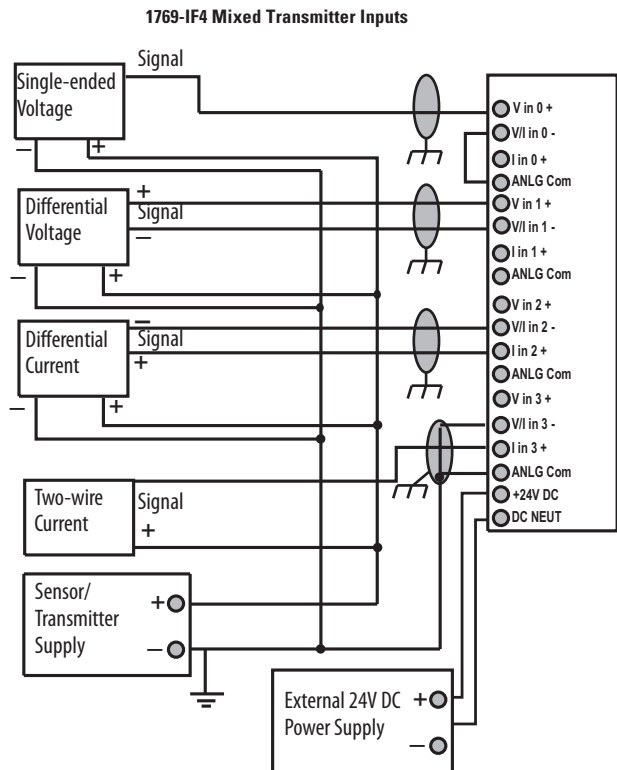 1769-IF4 Mixed Transmitter Inputs
Single-ended
Voltage
Signal
—
+
Differential
Voltage
+
Signal
—
—
+
Differential
Current
—
Signal
+
—
+
Two-wire
Current
Signal
+
Sensor/
Transmitter
Supply
+
—
External 24V DC
Power Supply
+
—
V in 0 +
V/I in 0 -
I in 0 +
ANLG Com
V in 1 +
V/I in 1 -
I in 1 +
ANLG Com
V in 2 +
V/I in 2 -
I in 2 +
ANLG Com
V in 3 +
V/I in 3 -
I in 3 +
ANLG Com
+24V DC
DC NEUT